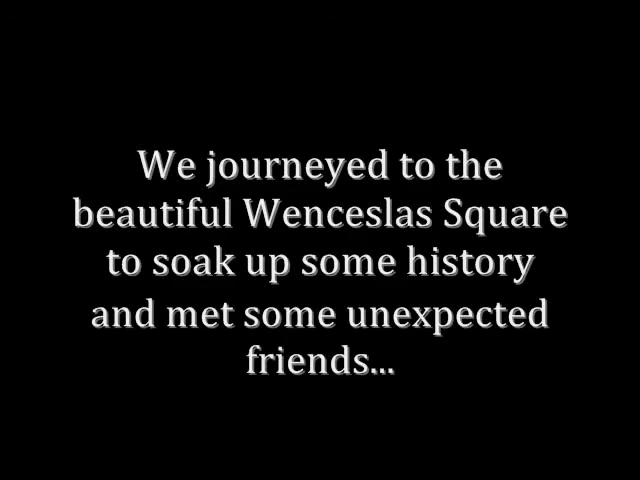 We journeyed to the
beautiful Wenceslas Square
to soak up some history
and met some unexpected
friends...